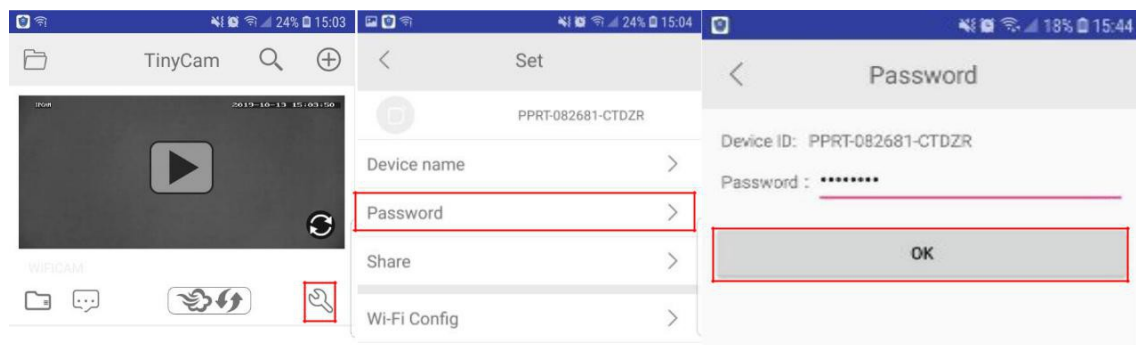 24% 15:03
TinyCam
IPCAM
2019-10-13 15:03:50
WIFICAM
24% 15:04
Set
PPRT-082681-CTDZR
Device name
Password
Share
Wi-Fi Config
18% 15:44
Password
Device ID: PPRT-082681-CTDZR
Password : ••••••••
OK